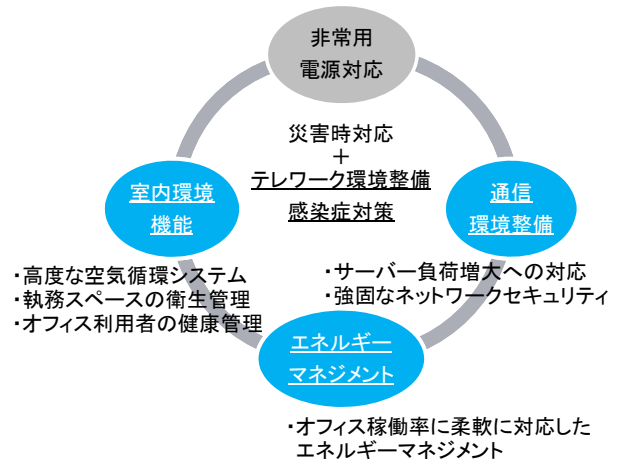 非常用
電源対応
災害時対応
+
テレワーク環境整備
感染症対策
室内環境
機能
通信
環境整備
・高度な空気循環システム
・執務スペースの衛生管理
・オフィス利用者の健康管理
・サーバー負荷増大への対応
・強固なネットワークセキュリティ
エネルギー
マネジメント
・オフィス稼働率に柔軟に対応した
エネルギーマネジメント